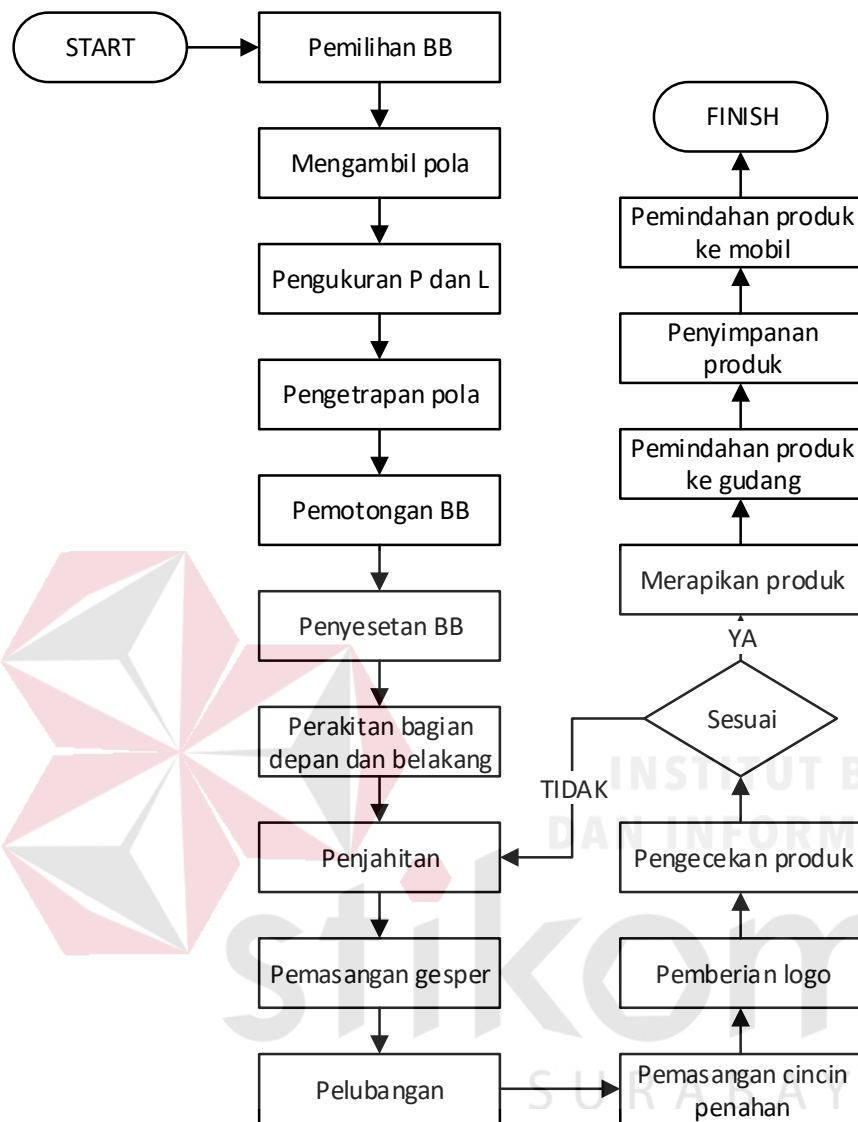 START
Pemilihan BB
Mengambil pola
Pengukuran P dan L
Pengetrapan pola
Pemotongan BB
Penyesetan BB
Perakitan bagian
depan dan belakang
Penjahitan
Pemasangan gesper
Pelubangan
Pemasangan cincin
penahan
Pemberian logo
Pengecekan produk
Sesuai
TIDAK
YA
Merapikan produk
Pemindahan produk
ke gudang
Penyimpanan
produk
Pemindahan produk
ke mobil
FINISH
INSTITUT B
DAN INFORM
stikom
SURABAY